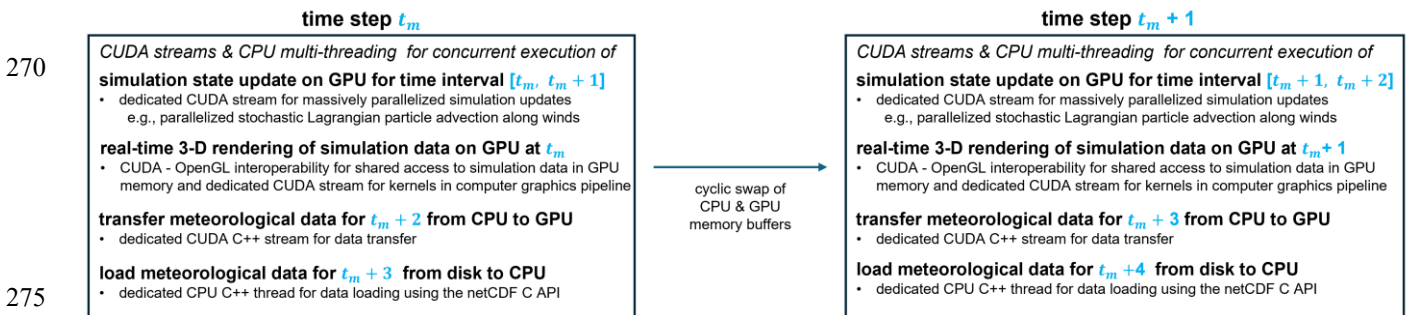 time step t_m
270
CUDA streams & CPU multi-threading for concurrent execution of
simulation state update on GPU for time interval [t_m, t_m + 1]
• dedicated CUDA stream for massively parallelized simulation updates
e.g., parallelized stochastic Lagrangian particle advection along winds
real-time 3-D rendering of simulation data on GPU at t_m
• CUDA - OpenGL interoperability for shared access to simulation data in GPU
memory and dedicated CUDA stream for kernels in computer graphics pipeline
transfer meteorological data for t_m + 2 from CPU to GPU
• dedicated CUDA C++ stream for data transfer
load meteorological data for t_m + 3 from disk to CPU
275
• dedicated CPU C++ thread for data loading using the netCDF C API
cyclic swap of
CPU & GPU
memory buffers
time step t_m + 1
CUDA streams & CPU multi-threading for concurrent execution of
simulation state update on GPU for time interval [t_m + 1, t_m + 2]
• dedicated CUDA stream for massively parallelized simulation updates
e.g., parallelized stochastic Lagrangian particle advection along winds
real-time 3-D rendering of simulation data on GPU at t_m + 1
• CUDA - OpenGL interoperability for shared access to simulation data in GPU
memory and dedicated CUDA stream for kernels in computer graphics pipeline
transfer meteorological data for t_m + 3 from CPU to GPU
• dedicated CUDA C++ stream for data transfer
load meteorological data for t_m +4 from disk to CPU
• dedicated CPU C++ thread for data loading using the netCDF C API